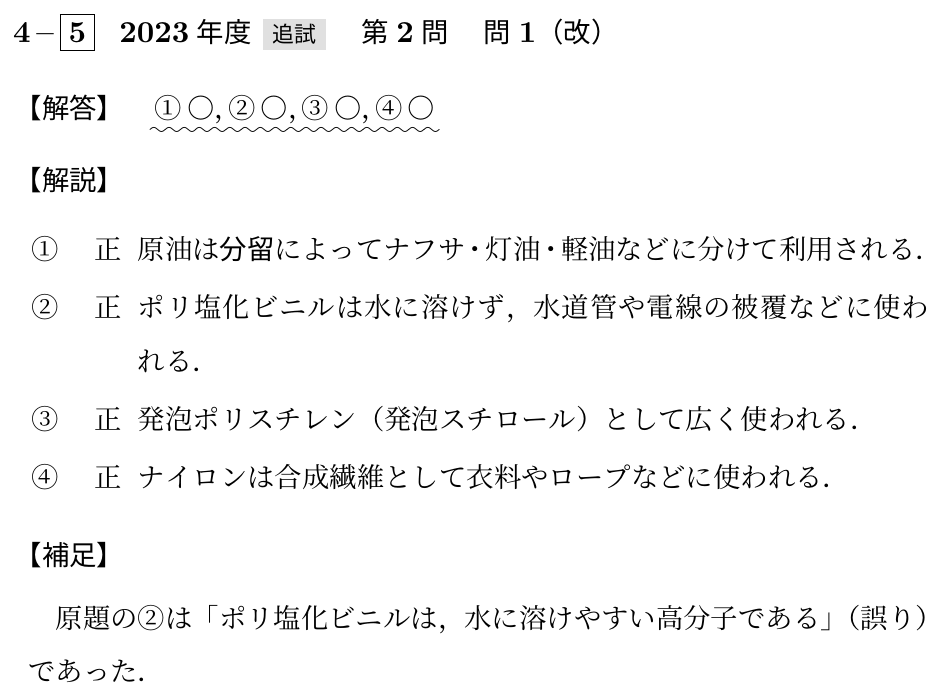 4－5 2023年度 追試 第2問 問1（改）
【解答】 ①○，②○，③○，④○
【解説】
① 正 原油は分留によってナフサ・灯油・軽油などに分けて利用される．
② 正 ポリ塩化ビニルは水に溶けず，水道管や電線の被覆などに使わ
れる．
③ 正 発泡ポリスチレン（発泡スチロール）として広く使われる．
④ 正 ナイロンは合成繊維として衣料やロープなどに使われる．
【補足】
原題の②は「ポリ塩化ビニルは，水に溶けやすい高分子である」（誤り）
であった．